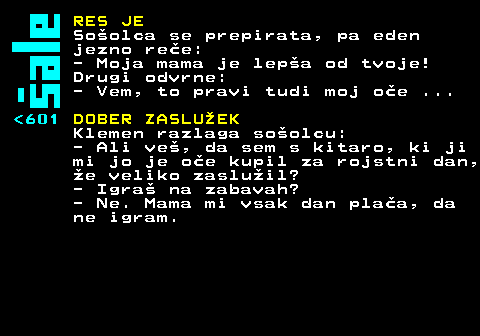 šale
RES JE
Sošolca se prepirata, pa eden
jezno reče:
- Moja mama je lepša od tvoje!
Drugi odvrne:
- Vem, to pravi tudi moj oče ...
<601 DOBER ZASLUŽEK
Klemen razlaga sošolcu:
- Ali veš, da sem s kitaro, ki ji
mi jo je oče kupil za rojstni dan,
že veliko zaslužil?
- Igraš na zabavah?
- Ne. Mama mi vsak dan plača, da
ne igram.